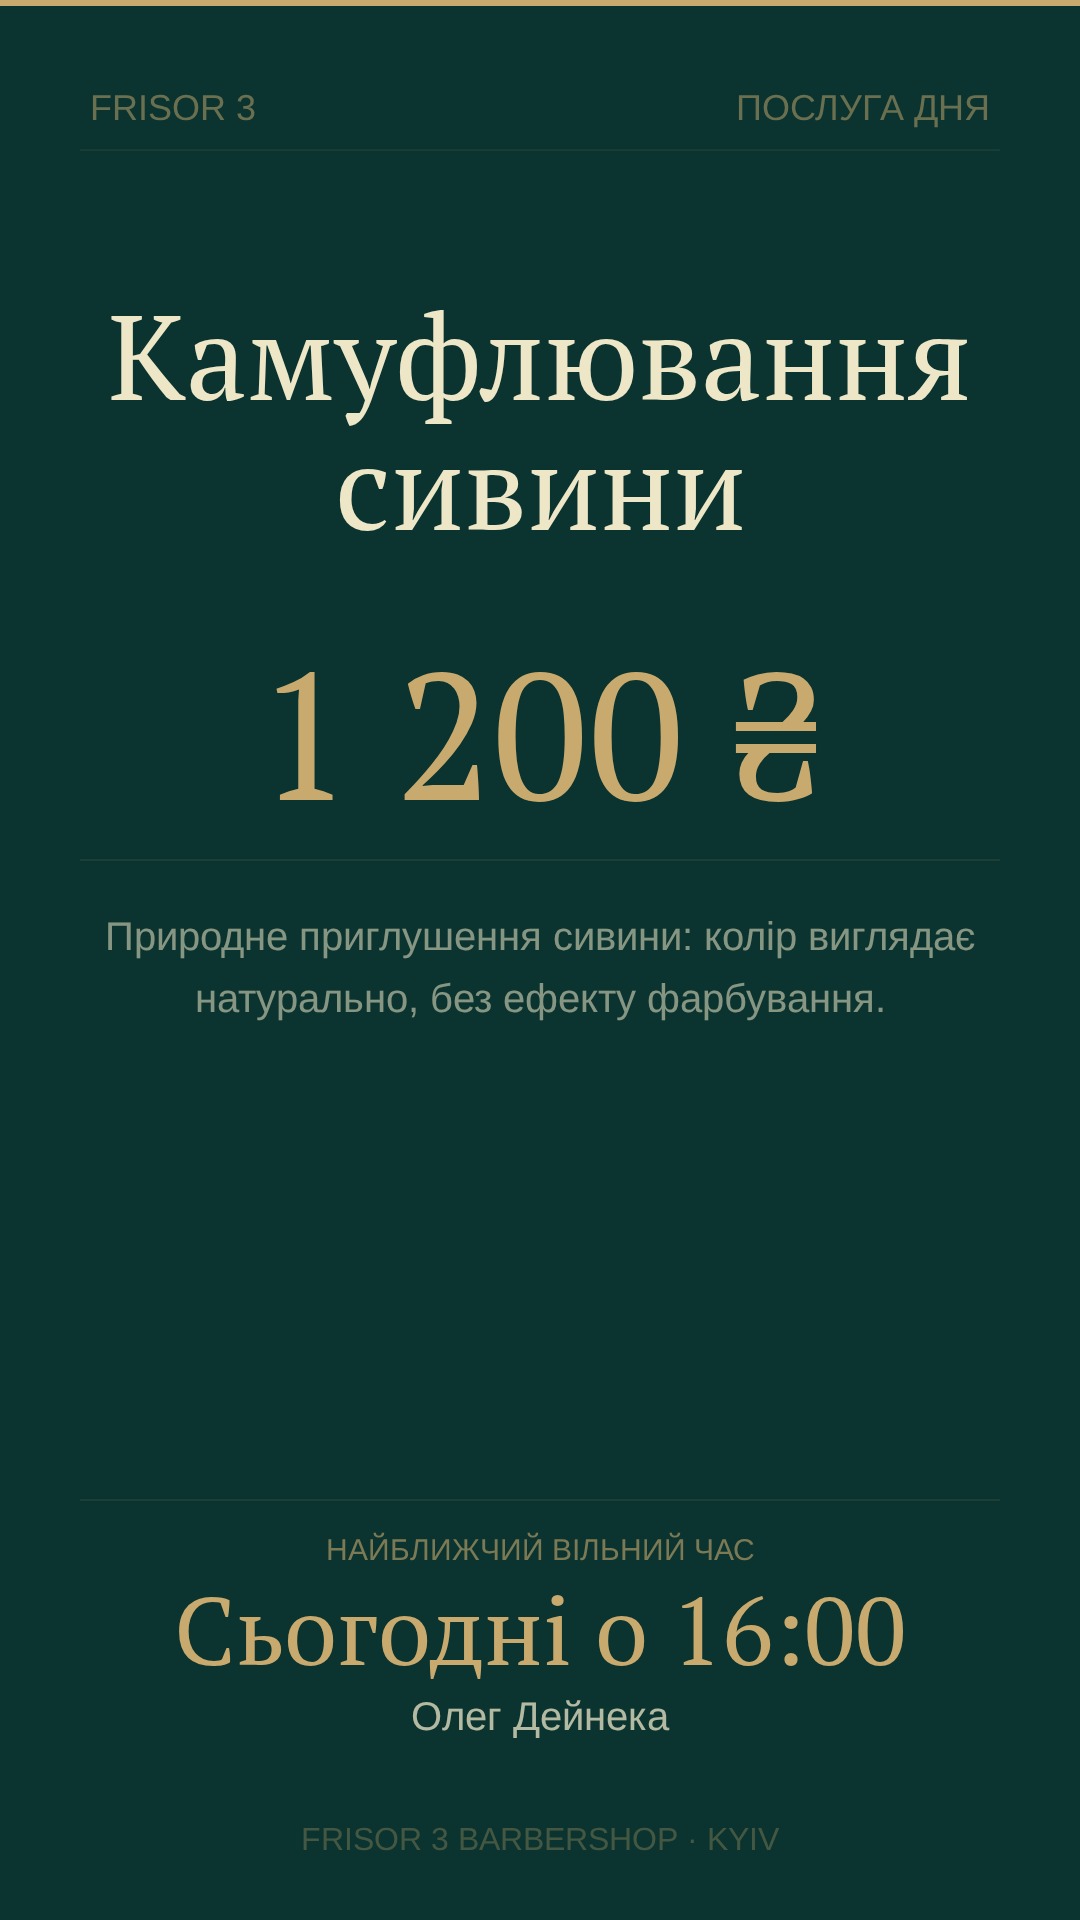 FRISOR 3
ПОСЛУГА ДНЯ
Камуфлювання
сивини
1 200 ₴
Природне приглушення сивини: колір виглядає
натурально, без ефекту фарбування.
НАЙБЛИЖЧИЙ ВІЛЬНИЙ ЧАС
Сьогодні о 16:00
Олег Дейнека
FRISOR 3 BARBERSHOP · KYIV